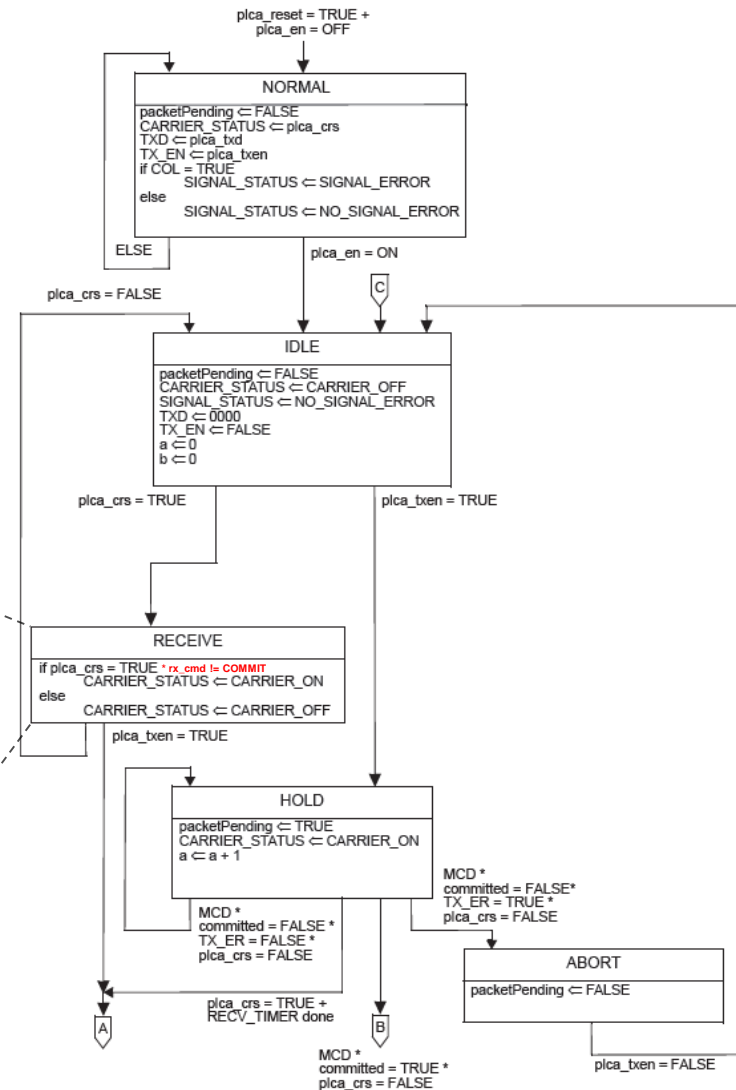 plca_reset = TRUE +
plca_en = OFF
NORMAL
packetPending ⇐ FALSE
CARRIER_STATUS ⇐ plca_crs
TXD ⇐ plca_txd
TX_EN ⇐ plca_txen
if COL = TRUE
SIGNAL_STATUS ⇐ SIGNAL_ERROR
else
SIGNAL_STATUS ⇐ NO_SIGNAL_ERROR
ELSE
plca_en = ON
C
plca_crs = FALSE
IDLE
packetPending ⇐ FALSE
CARRIER_STATUS ⇐ CARRIER_OFF
SIGNAL_STATUS ⇐ NO_SIGNAL_ERROR
TXD ⇐ 0000
TX_EN ⇐ FALSE
a ⇐ 0
b ⇐ 0
plca_crs = TRUE
plca_txen = TRUE
RECEIVE
if plca_crs = TRUE * rx_cmd != COMMIT
CARRIER_STATUS ⇐ CARRIER_ON
else
CARRIER_STATUS ⇐ CARRIER_OFF
plca_txen = TRUE
HOLD
packetPending ⇐ TRUE
CARRIER_STATUS ⇐ CARRIER_ON
a ⇐ a + 1
MCD *
committed = FALSE *
TX_ER = FALSE *
plca_crs = FALSE
MCD *
committed = FALSE*
TX_ER = TRUE *
plca_crs = FALSE
ABORT
packetPending ⇐ FALSE
plca_crs = TRUE +
RECV_TIMER done
A
B
MCD *
committed = TRUE *
plca_crs = FALSE
plca_txen = FALSE